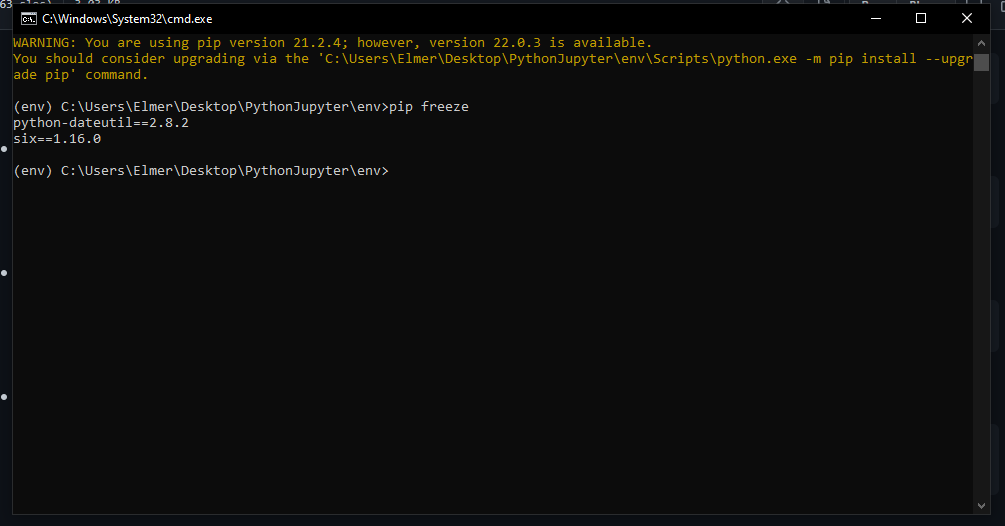 C:\Windows\System32\cmd.exe
WARNING: You are using pip version 21.2.4; however, version 22.0.3 is available.
You should consider upgrading via the 'C:\Users\Elmer\Desktop\PythonJupyter\env\Scripts\python.exe -m pip install --upgr
ade pip' command.
(env) C:\Users\Elmer\Desktop\PythonJupyter\env>pip freeze
python-dateutil==2.8.2
six==1.16.0
(env) C:\Users\Elmer\Desktop\PythonJupyter\env>